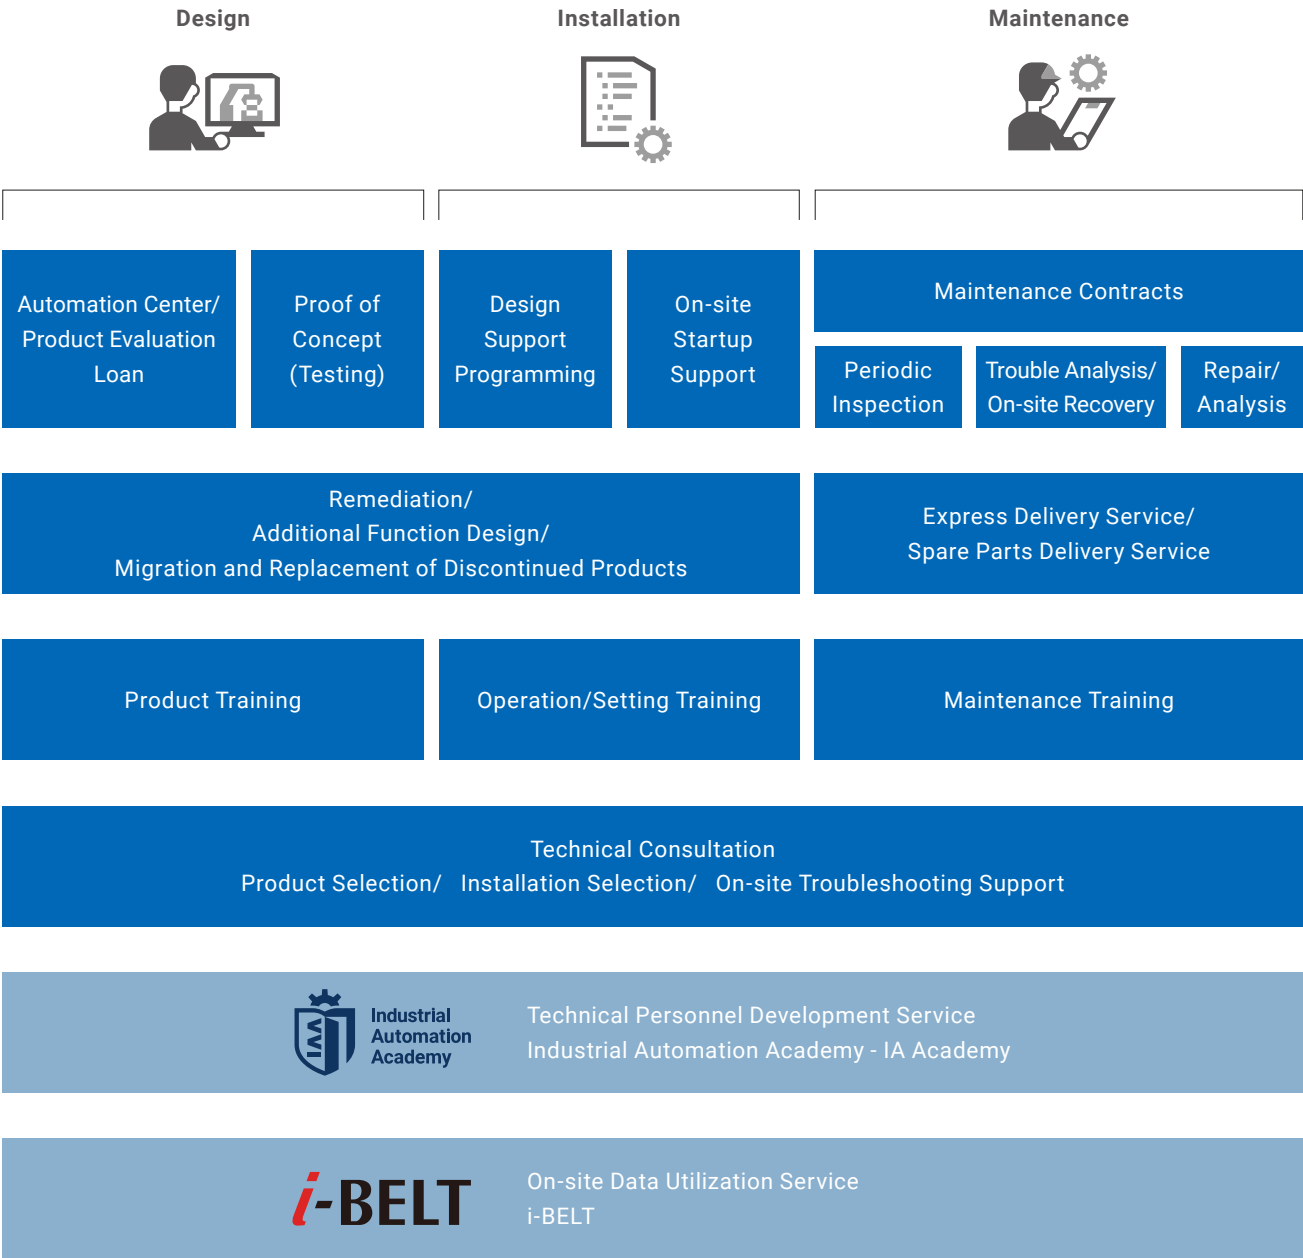 Design
Installation
Maintenance
Automation Center/
Product Evaluation
Loan
Proof of
Concept
(Testing)
Design
Support
Programming
On-site
Startup
Support
Maintenance Contracts
Periodic
Inspection
Trouble Analysis/
On-site Recovery
Repair/
Analysis
Remediation/
Additional Function Design/
Migration and Replacement of Discontinued Products
Express Delivery Service/
Spare Parts Delivery Service
Product Training
Operation/Setting Training
Maintenance Training
Technical Consultation
Product Selection/ Installation Selection/ On-site Troubleshooting Support
Industrial
Automation
Academy
Technical Personnel Development Service
Industrial Automation Academy - IA Academy
i-BELT
On-site Data Utilization Service
i-BELT